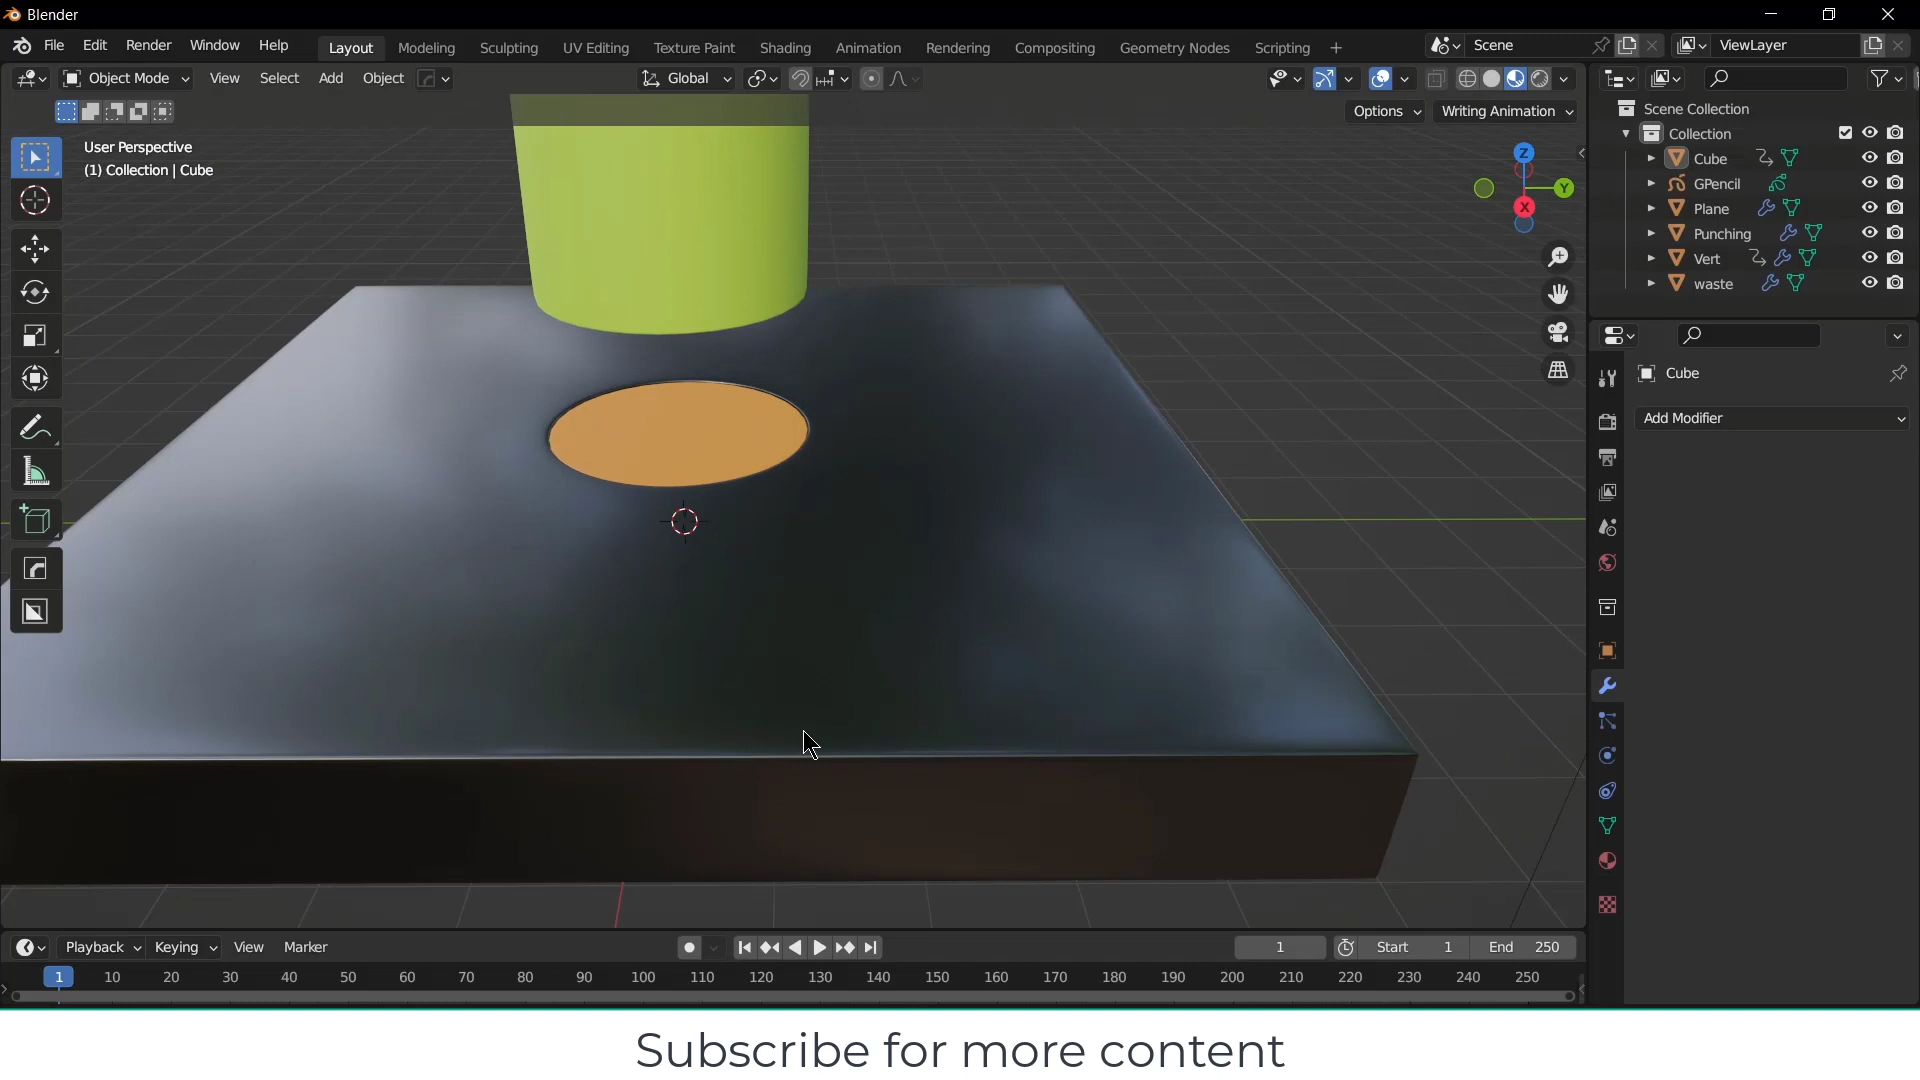 Blender
File Edit Render Window Help Layout Modeling Sculpting UV Editing Texture Paint Shading Animation Rendering Compositing Geometry Nodes Scripting + Scene ViewLayer
Object Mode View Select Add Object Global
Options Writing Animation
User Perspective
(1) Collection | Cube
Z
Y
X
Scene Collection
Collection
Cube
GPencil
Plane
Punching
Vert
waste
Cube
Add Modifier
Playback Keying View Marker 1 Start 1 End 250
1 10 20 30 40 50 60 70 80 90 100 110 120 130 140 150 160 170 180 190 200 210 220 230 240 250
Subscribe for more content